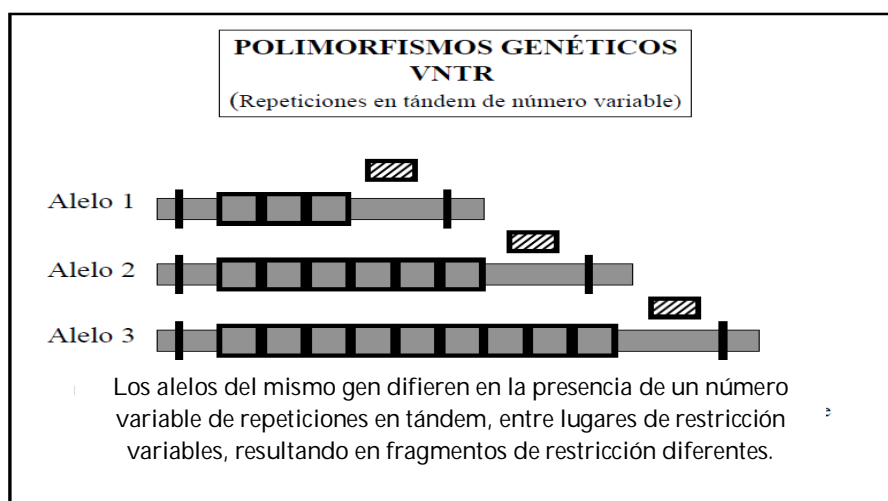 POLIMORFISMOS GENÉTICOS
VNTR
(Repeticiones en tándem de número variable)
Alelo 1
Alelo 2
Alelo 3
Los alelos del mismo gen difieren en la presencia de un número
variable de repeticiones en tándem, entre lugares de restricción
variables, resultando en fragmentos de restricción diferentes.